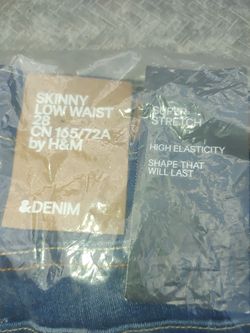 SKINNY
LOW WAIST
28
CN 165/72A
by H&M
&DENIM
SUPER
STRETCH
HIGH ELASTICITY
SHAPE THAT
WILL LAST